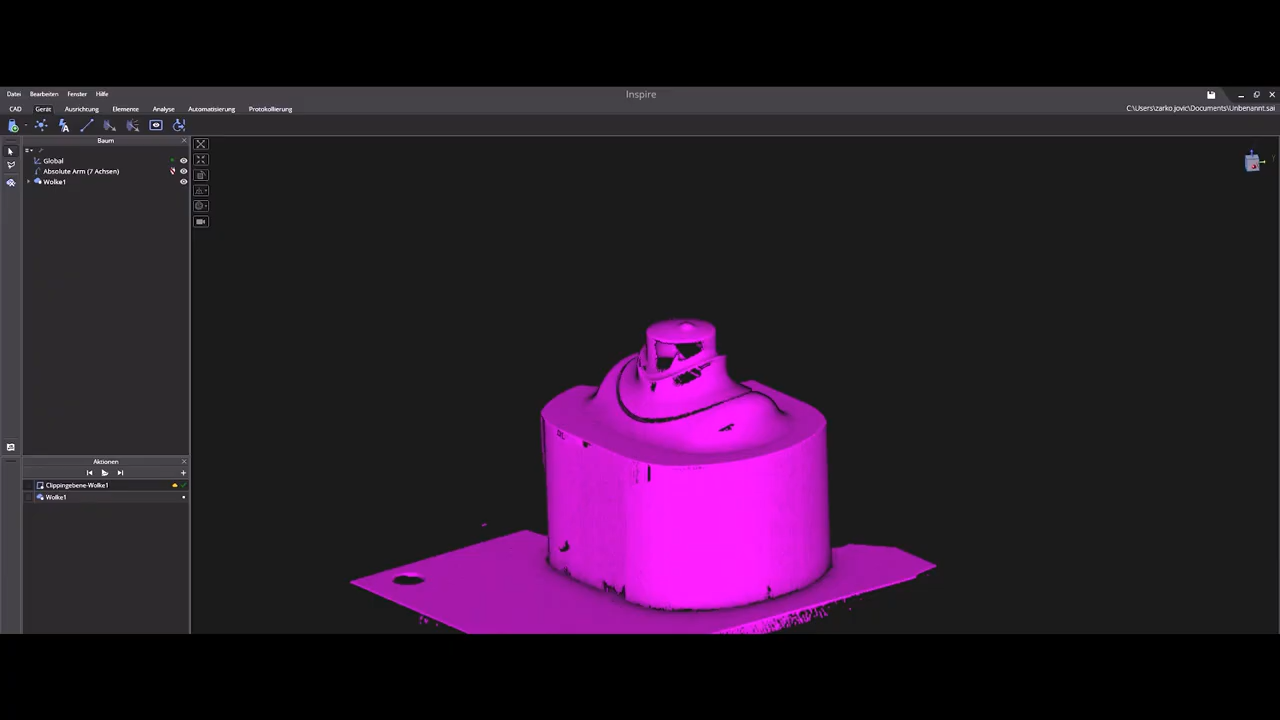 Datei Bearbeiten Fenster Hilfe
Inspire
CAD Gerät Ausrichtung Elemente Analyse Automatisierung Protokollierung
C:\Users\zarko.jovic\Documents\Unbenannt.sai
Baum
Global
Absolute Arm (7 Achsen)
Wolke1
Aktionen
Clippingebene-Wolke1
Wolke1